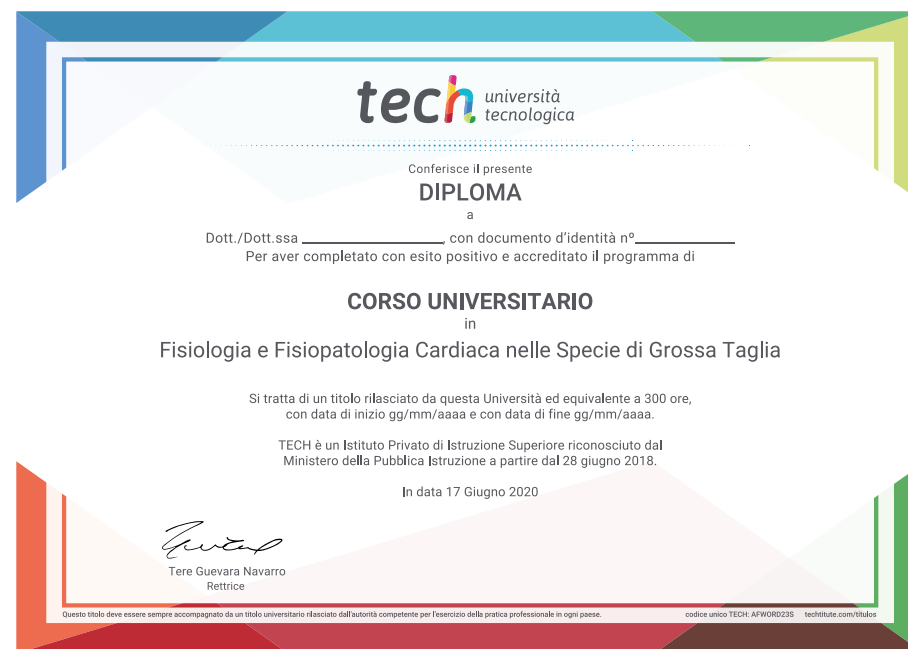 tech università
tecnologica
Conferisce il presente
DIPLOMA
a
Dott./Dott.ssa ____________________, con documento d'identità nº______________
Per aver completato con esito positivo e accreditato il programma di
CORSO UNIVERSITARIO
in
Fisiologia e Fisiopatologia Cardiaca nelle Specie di Grossa Taglia
Si tratta di un titolo rilasciato da questa Università ed equivalente a 300 ore,
con data di inizio gg/mm/aaaa e con data di fine gg/mm/aaaa.
TECH è un Istituto Privato di Istruzione Superiore riconosciuto dal
Ministero della Pubblica Istruzione a partire dal 28 giugno 2018.
In data 17 Giugno 2020
Tere Guevara Navarro
Rettrice
Questo titolo deve essere sempre accompagnato da un titolo universitario rilasciato dall'autorità competente per l'esercizio della pratica professionale in ogni paese. codice unico TECH: AFWORD23S techtitute.com/titulos